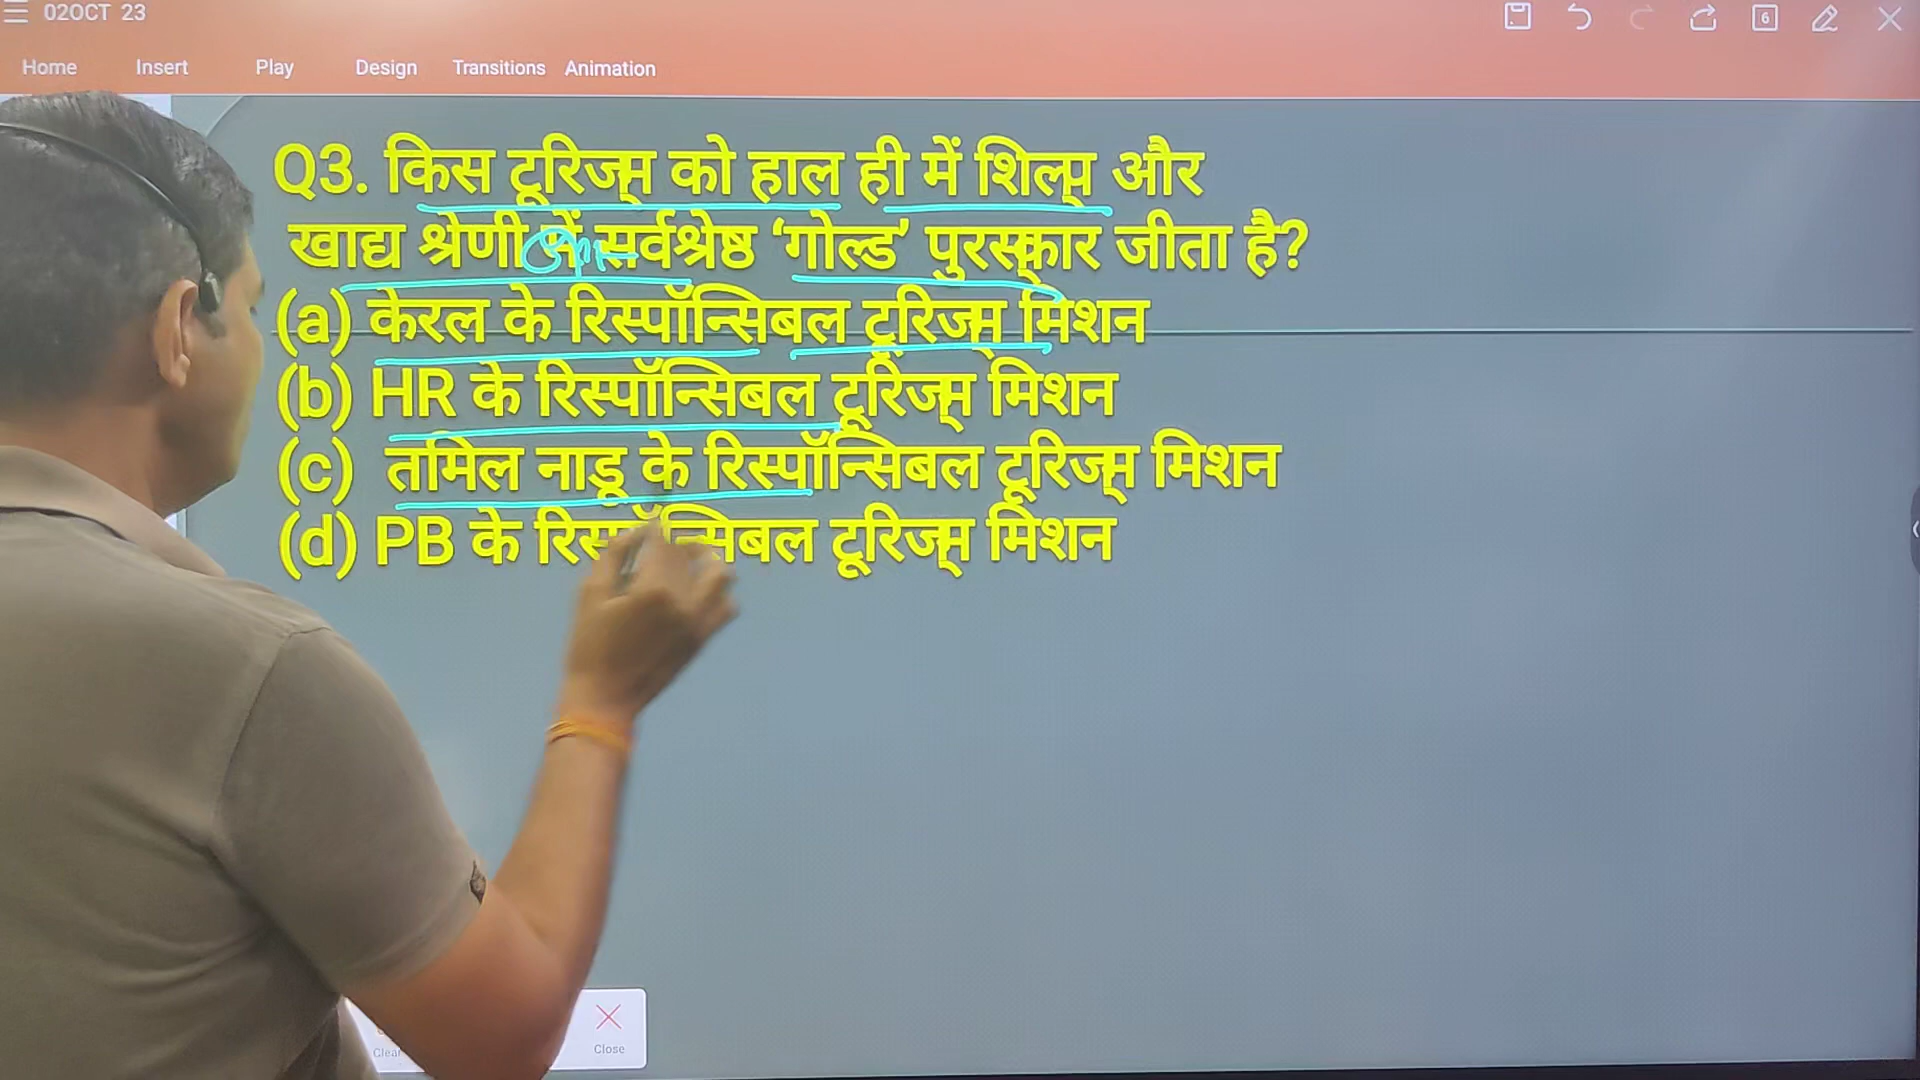 02OCT 23
Home Insert Play Design Transitions Animation
Q3. किस टूरिज्म को हाल ही में शिल्प और
खाद्य श्रेणी में सर्वश्रेष्ठ ‘गोल्ड’ पुरस्कार जीता है?
(a) केरल के रिस्पॉन्सिबल टूरिज्म मिशन
(b) HR के रिस्पॉन्सिबल टूरिज्म मिशन
(c) तमिल नाडू के रिस्पॉन्सिबल टूरिज्म मिशन
(d) PB के रिस्पॉन्सिबल टूरिज्म मिशन
Clear Close